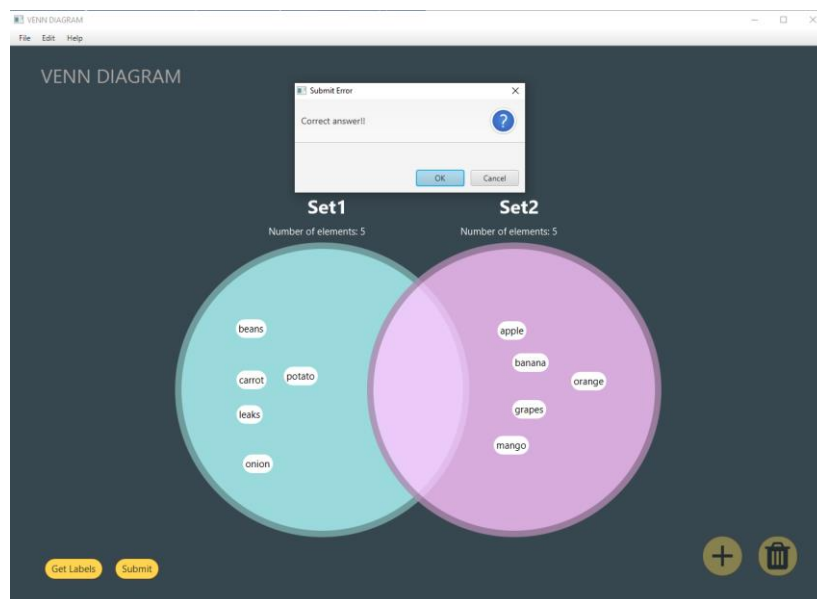 VENN DIAGRAM
File Edit Help
VENN DIAGRAM
Submit Error
Correct answer!!
?
OK Cancel
Set1 Set2
Number of elements: 5 Number of elements: 5
beans apple
banana
carrot potato orange
leaks grapes
onion mango
Get Labels Submit